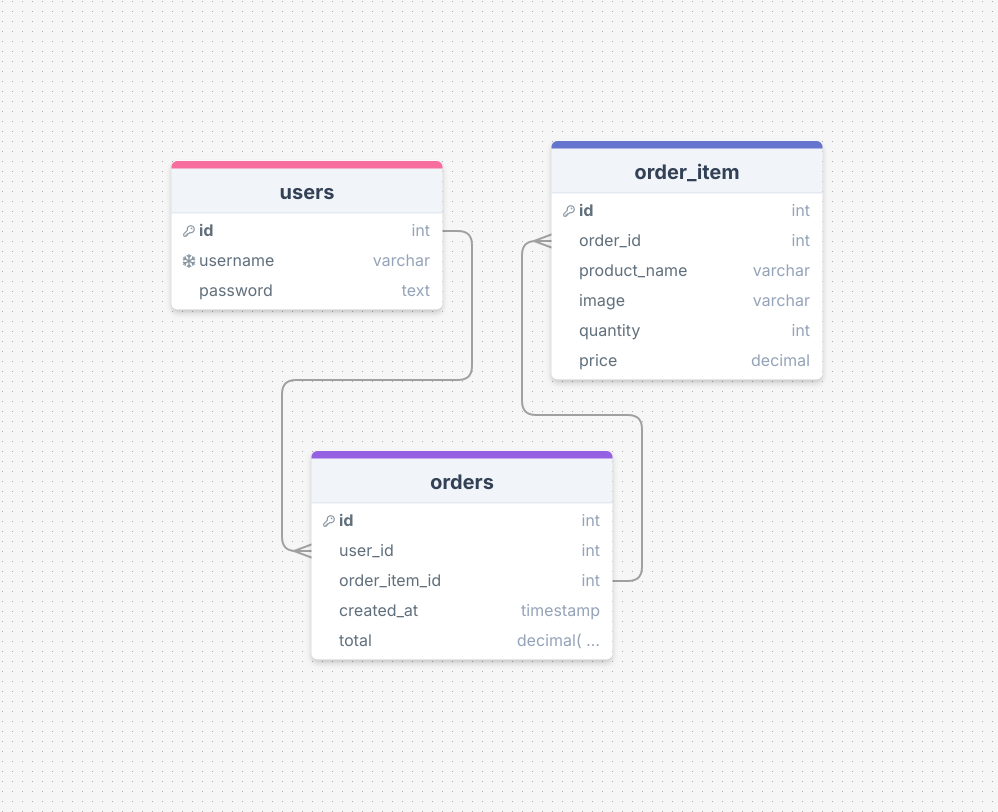 users
id int
username varchar
password text
order_item
id int
order_id int
product_name varchar
image varchar
quantity int
price decimal
orders
id int
user_id int
order_item_id int
created_at timestamp
total decimal( ...